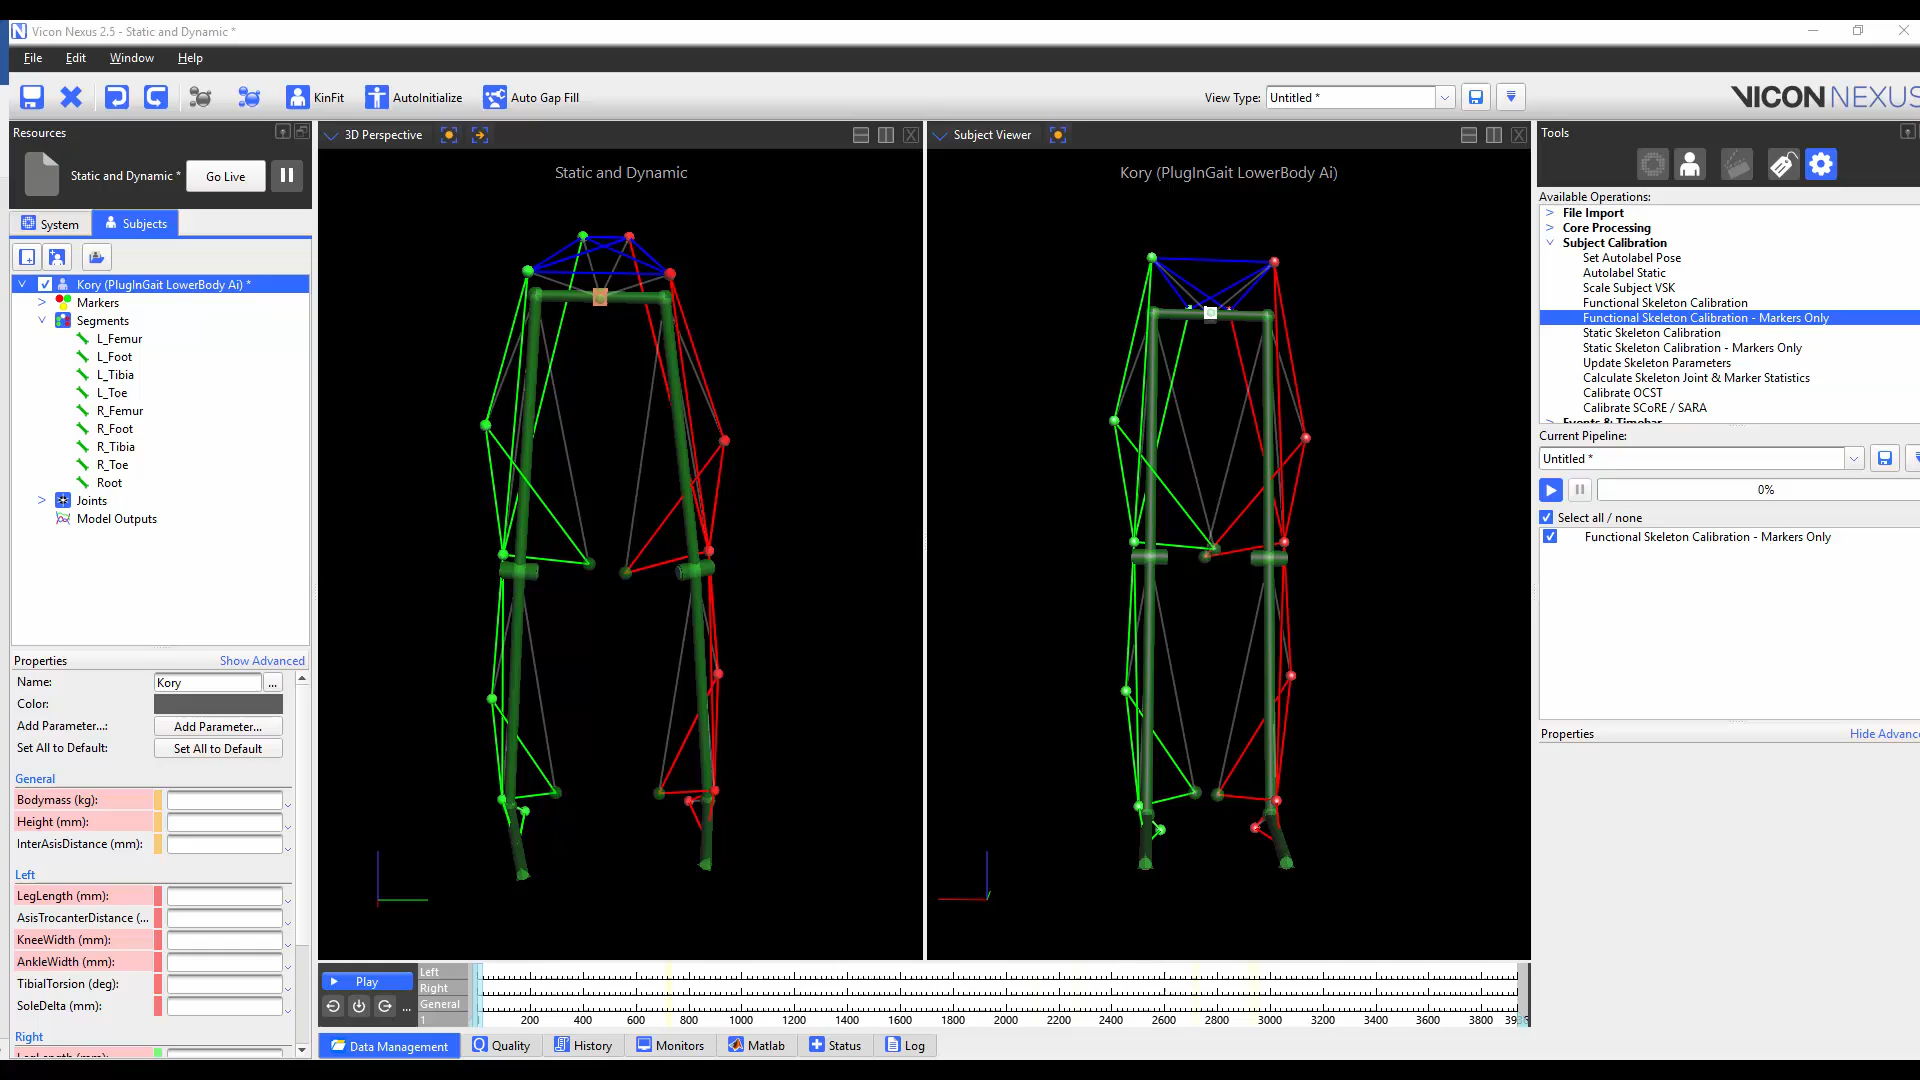 Vicon Nexus 2.5 - Static and Dynamic *
File Edit Window Help
KinFit AutoInitialize Auto Gap Fill View Type: Untitled * VICON NEXUS
Resources
Static and Dynamic * Go Live
System Subjects
Kory (PlugInGait LowerBody Ai) *
Markers
Segments
L_Femur
L_Foot
L_Tibia
L_Toe
R_Femur
R_Foot
R_Tibia
R_Toe
Root
Joints
Model Outputs
Properties Show Advanced
Name: Kory ...
Color:
Add Parameter...: Add Parameter...
Set All to Default: Set All to Default
General
Bodymass (kg):
Height (mm):
InterAsisDistance (mm):
Left
LegLength (mm):
AsisTrocanterDistance (...
KneeWidth (mm):
AnkleWidth (mm):
TibialTorsion (deg):
SoleDelta (mm):
Right
LegLength (mm):
3D Perspective
Static and Dynamic
Subject Viewer
Kory (PlugInGait LowerBody Ai)
Play
...
Left
Right
General
1 200 400 600 800 1000 1200 1400 1600 1800 2000 2200 2400 2600 2800 3000 3200 3400 3600 3800
Data Management Quality History Monitors Matlab Status Log
Tools
Available Operations:
File Import
Core Processing
Subject Calibration
Set Autolabel Pose
Autolabel Static
Scale Subject VSK
Functional Skeleton Calibration
Functional Skeleton Calibration - Markers Only
Static Skeleton Calibration
Static Skeleton Calibration - Markers Only
Update Skeleton Parameters
Calculate Skeleton Joint & Marker Statistics
Calibrate OCST
Calibrate SCoRE / SARA
Events & Timebar
Current Pipeline:
Untitled *
0%
Select all / none
Functional Skeleton Calibration - Markers Only
Properties Hide Advanc